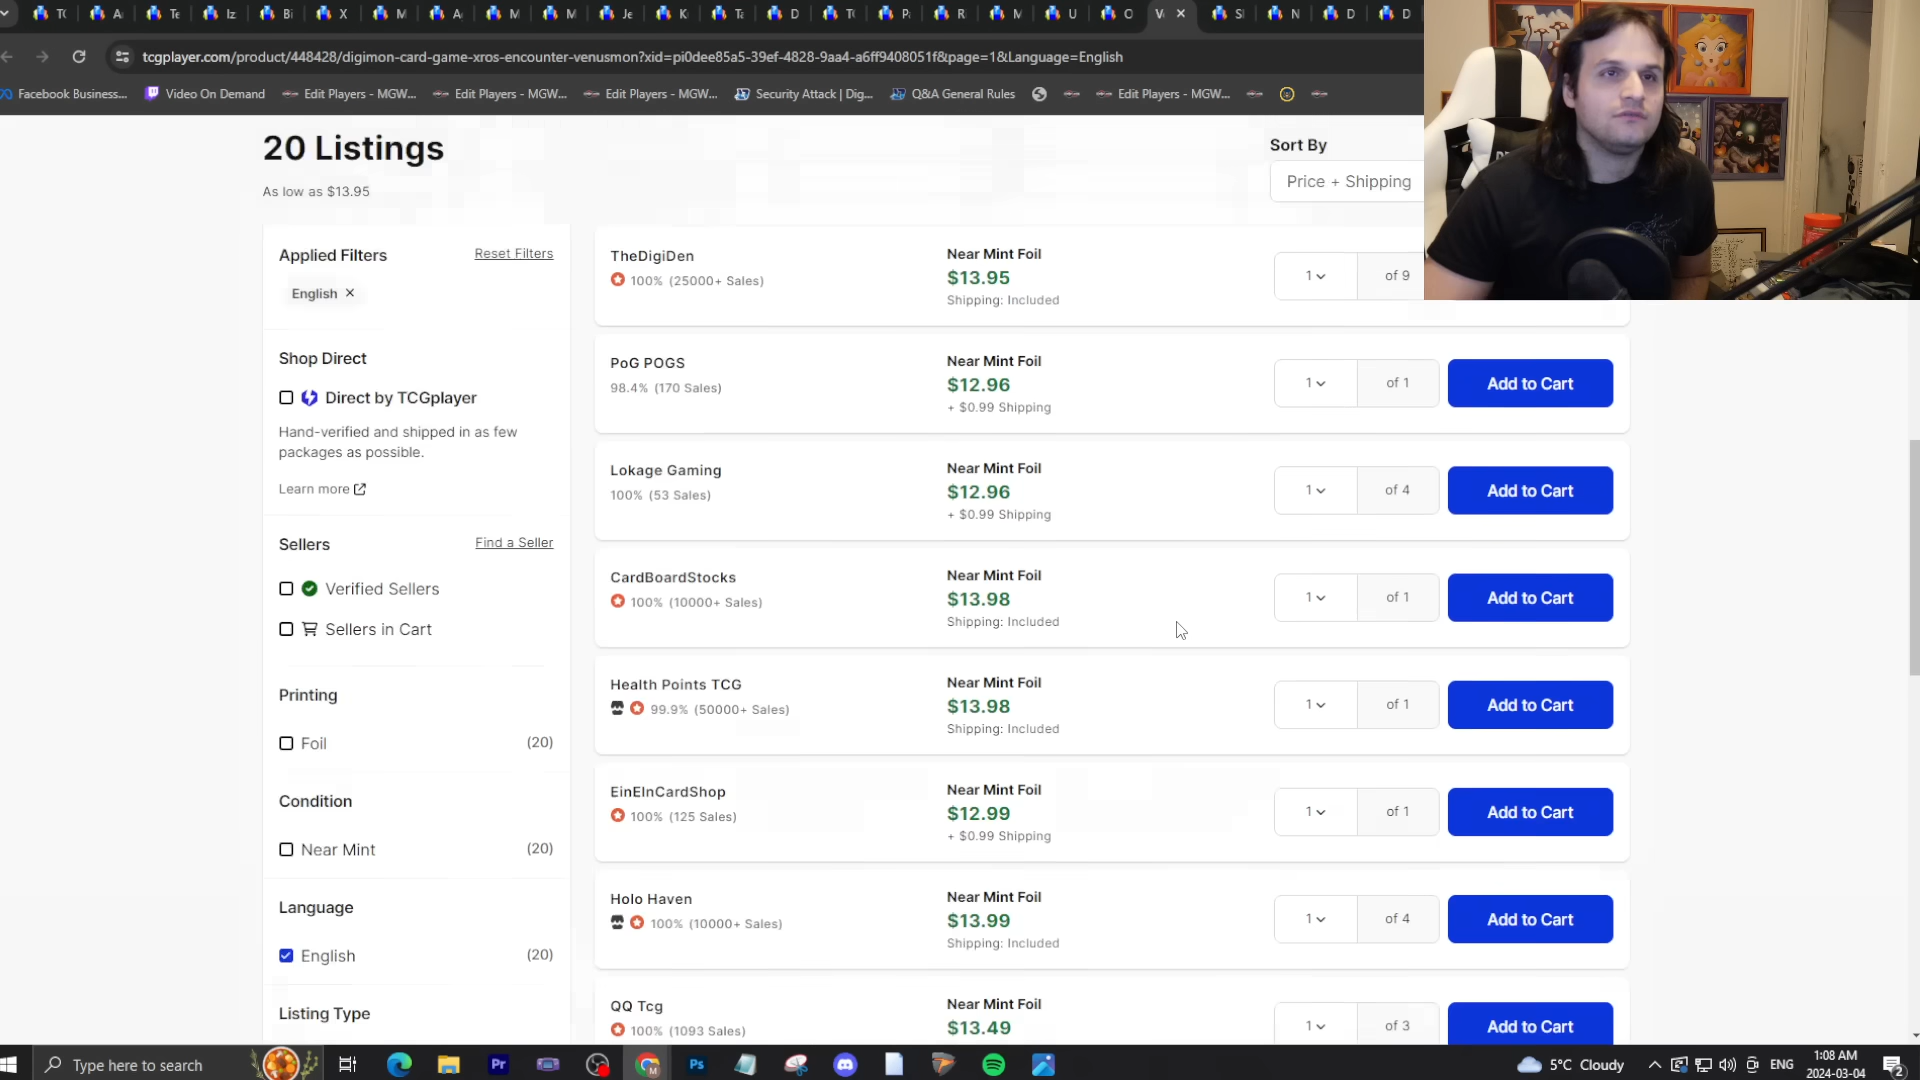 tcgplayer.com/product/448428/digimon-card-game-xros-encounter-venusmon?xid=pi0dee85a5-39ef-4828-9aa4-a6ff9408051f&page=1&Language=English
Facebook Business...
Video On Demand
Edit Players - MGW...
Edit Players - MGW...
Edit Players - MGW...
Security Attack | Dig...
Q&A General Rules
Edit Players - MGW...
20 Listings
As low as $13.95
Sort By
Price + Shipping
Applied Filters
Reset Filters
English ×
Shop Direct
Direct by TCGplayer
Hand-verified and shipped in as few
packages as possible.
Learn more
Sellers
Find a Seller
Verified Sellers
Sellers in Cart
Printing
Foil (20)
Condition
Near Mint (20)
Language
English (20)
Listing Type
TheDigiDen
100% (25000+ Sales)
Near Mint Foil
$13.95
Shipping: Included
1 of 9
PoG POGS
98.4% (170 Sales)
Near Mint Foil
$12.96
+ $0.99 Shipping
1 of 1
Add to Cart
Lokage Gaming
100% (53 Sales)
Near Mint Foil
$12.96
+ $0.99 Shipping
1 of 4
Add to Cart
CardBoardStocks
100% (10000+ Sales)
Near Mint Foil
$13.98
Shipping: Included
1 of 1
Add to Cart
Health Points TCG
99.9% (50000+ Sales)
Near Mint Foil
$13.98
Shipping: Included
1 of 1
Add to Cart
EinEInCardShop
100% (125 Sales)
Near Mint Foil
$12.99
+ $0.99 Shipping
1 of 1
Add to Cart
Holo Haven
100% (10000+ Sales)
Near Mint Foil
$13.99
Shipping: Included
1 of 4
Add to Cart
QQ Tcg
100% (1093 Sales)
Near Mint Foil
$13.49
1 of 3
Add to Cart
Type here to search
Pr
Ps
5°C Cloudy
ENG
1:08 AM
2024-03-04
2